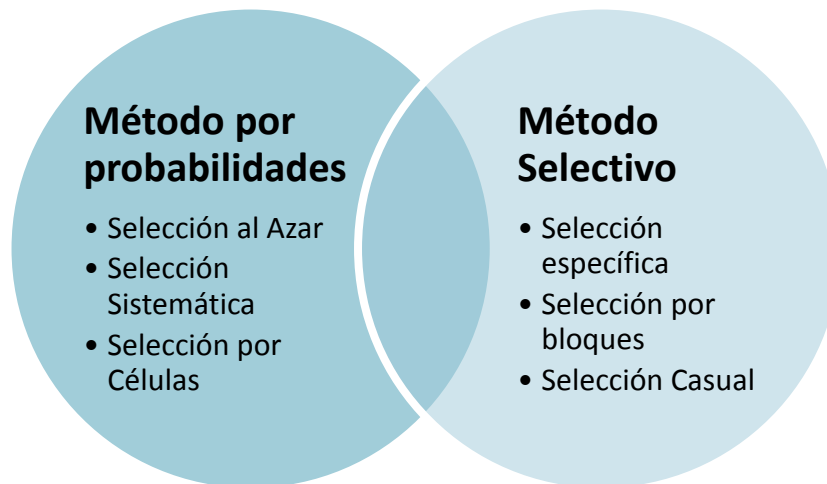 Método por
probabilidades
• Selección al Azar
• Selección
Sistemática
• Selección por
Células
Método
Selectivo
• Selección
específica
• Selección por
bloques
• Selección Casual